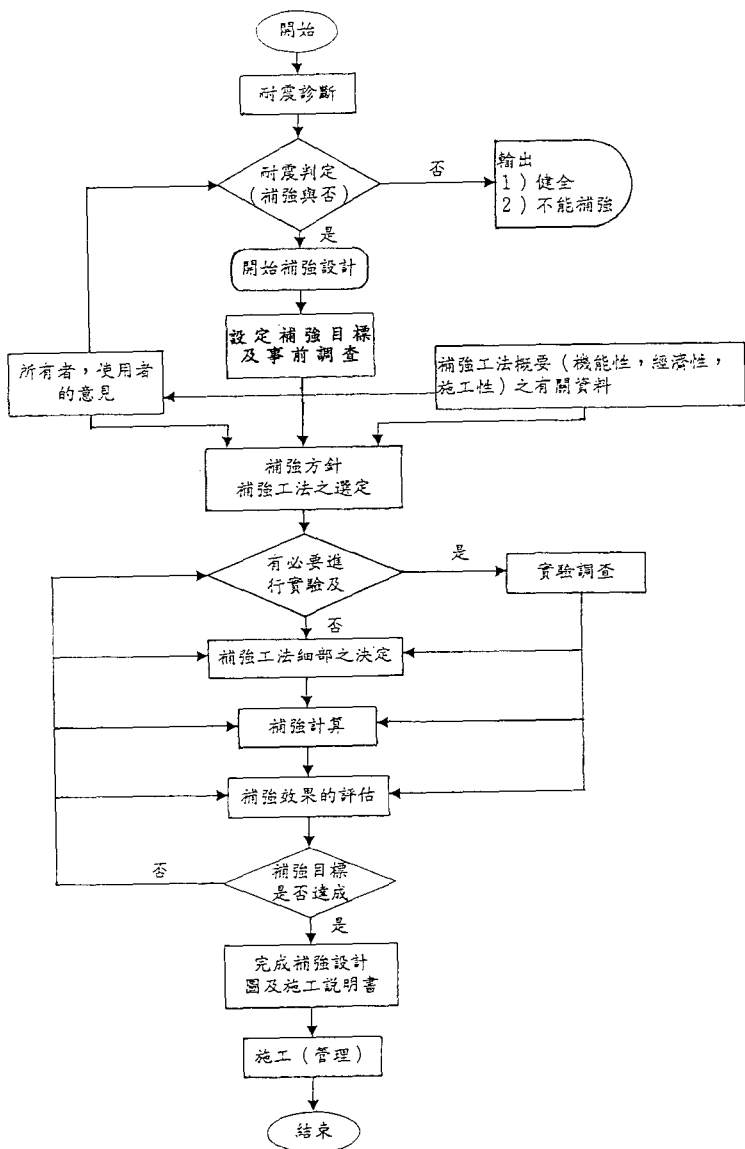 開始
耐震診斷
耐震判定
(補強與否)
否
輸出
1)健全
2)不能補強
是
開始補強設計
設定補強目標
及事前調查
所有者,使用者
的意見
補強工法概要(機能性,經濟性,
施工性)之有關資料
補強方針
補強工法之選定
有必要進
行實驗及
是
實驗調查
否
補強工法細部之決定
補強計算
補強效果的評估
補強目標
是否達成
否
是
完成補強設計
圖及施工說明書
施工(管理)
結束